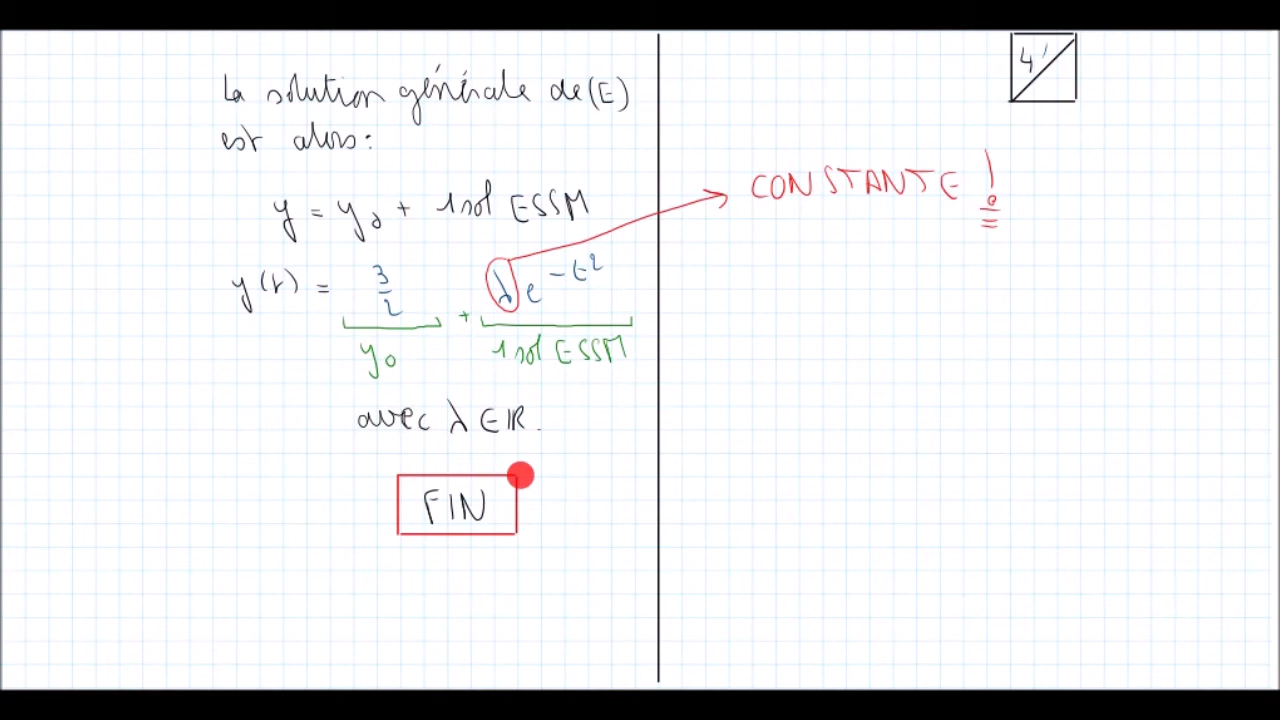 4'
La solution générale de (E)
est alors:
y = y₀ + 1 sol ESSM
CONSTANTE !
y(t) = 3/2 + λe^{-t²}
y₀ 1 sol ESSM
avec λ ∈ ℝ.
FIN